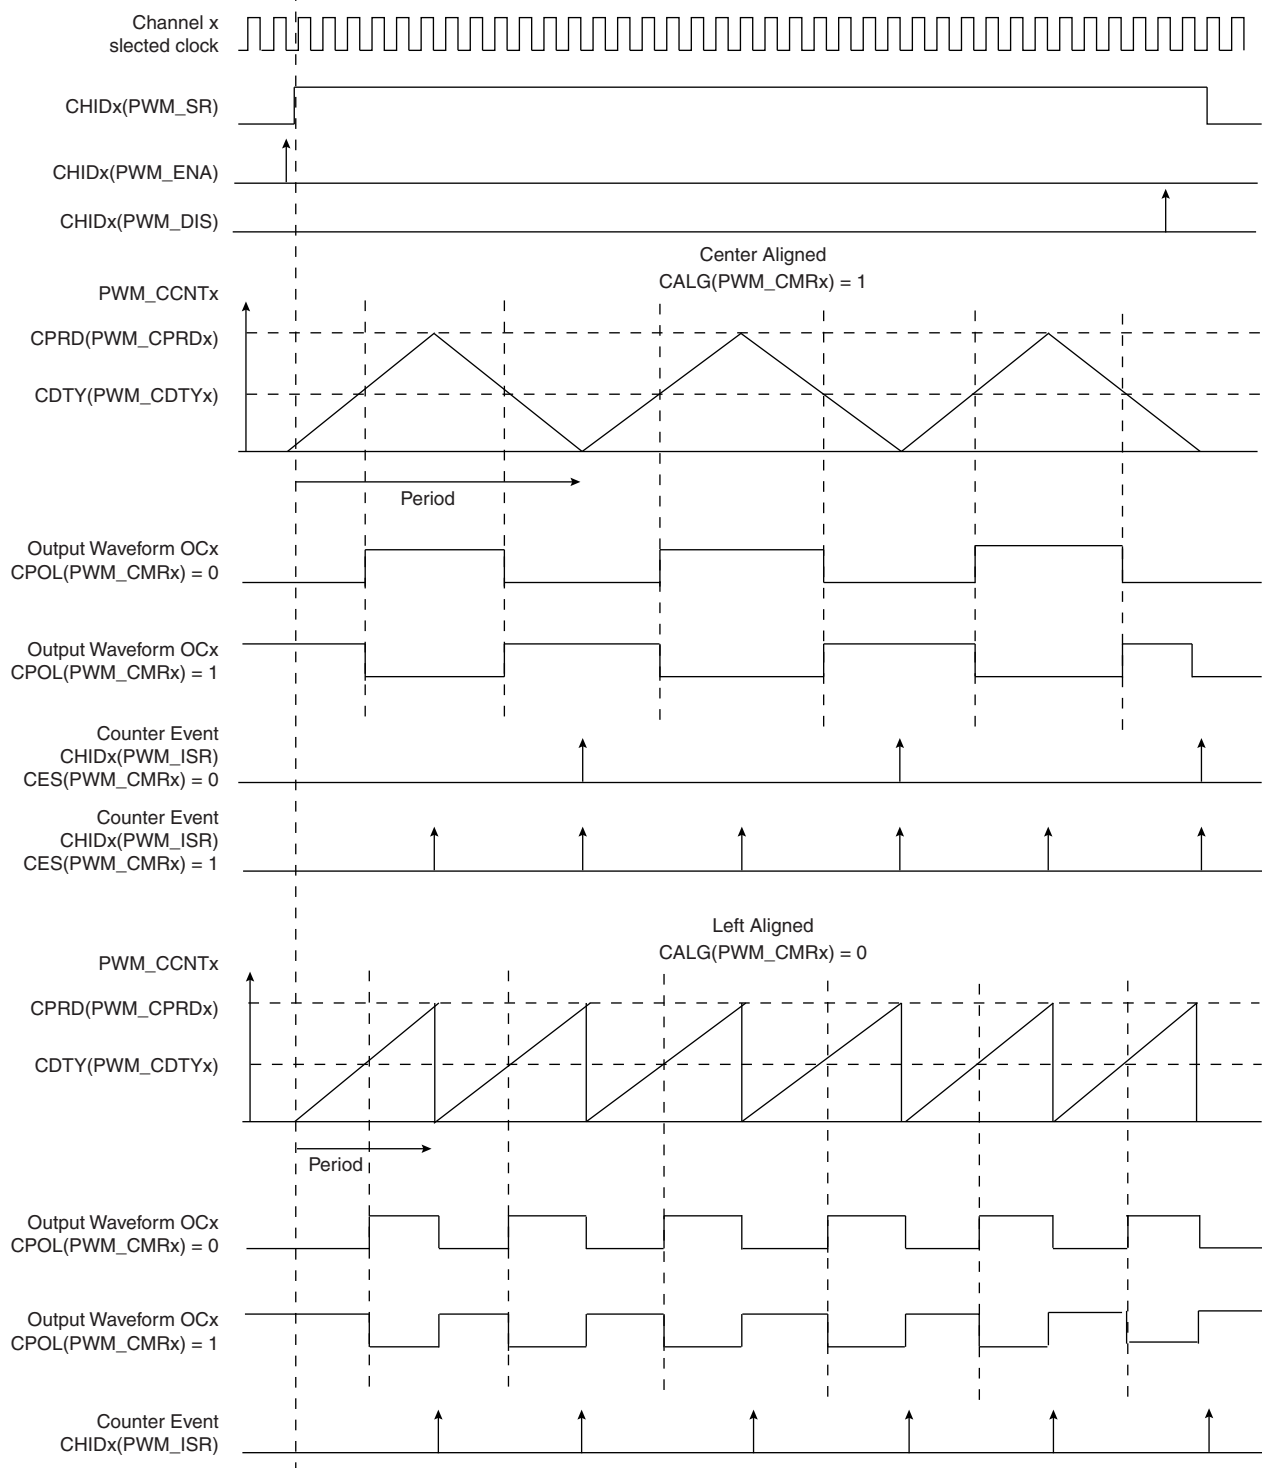 Channel x
slected clock
CHIDx(PWM_SR)
CHIDx(PWM_ENA)
CHIDx(PWM_DIS)
Center Aligned
CALG(PWM_CMRx) = 1
PWM_CCNTx
CPRD(PWM_CPRDx)
CDTY(PWM_CDTYx)
Period
Output Waveform OCx
CPOL(PWM_CMRx) = 0
Output Waveform OCx
CPOL(PWM_CMRx) = 1
Counter Event
CHIDx(PWM_ISR)
CES(PWM_CMRx) = 0
Counter Event
CHIDx(PWM_ISR)
CES(PWM_CMRx) = 1
Left Aligned
CALG(PWM_CMRx) = 0
PWM_CCNTx
CPRD(PWM_CPRDx)
CDTY(PWM_CDTYx)
Period
Output Waveform OCx
CPOL(PWM_CMRx) = 0
Output Waveform OCx
CPOL(PWM_CMRx) = 1
Counter Event
CHIDx(PWM_ISR)